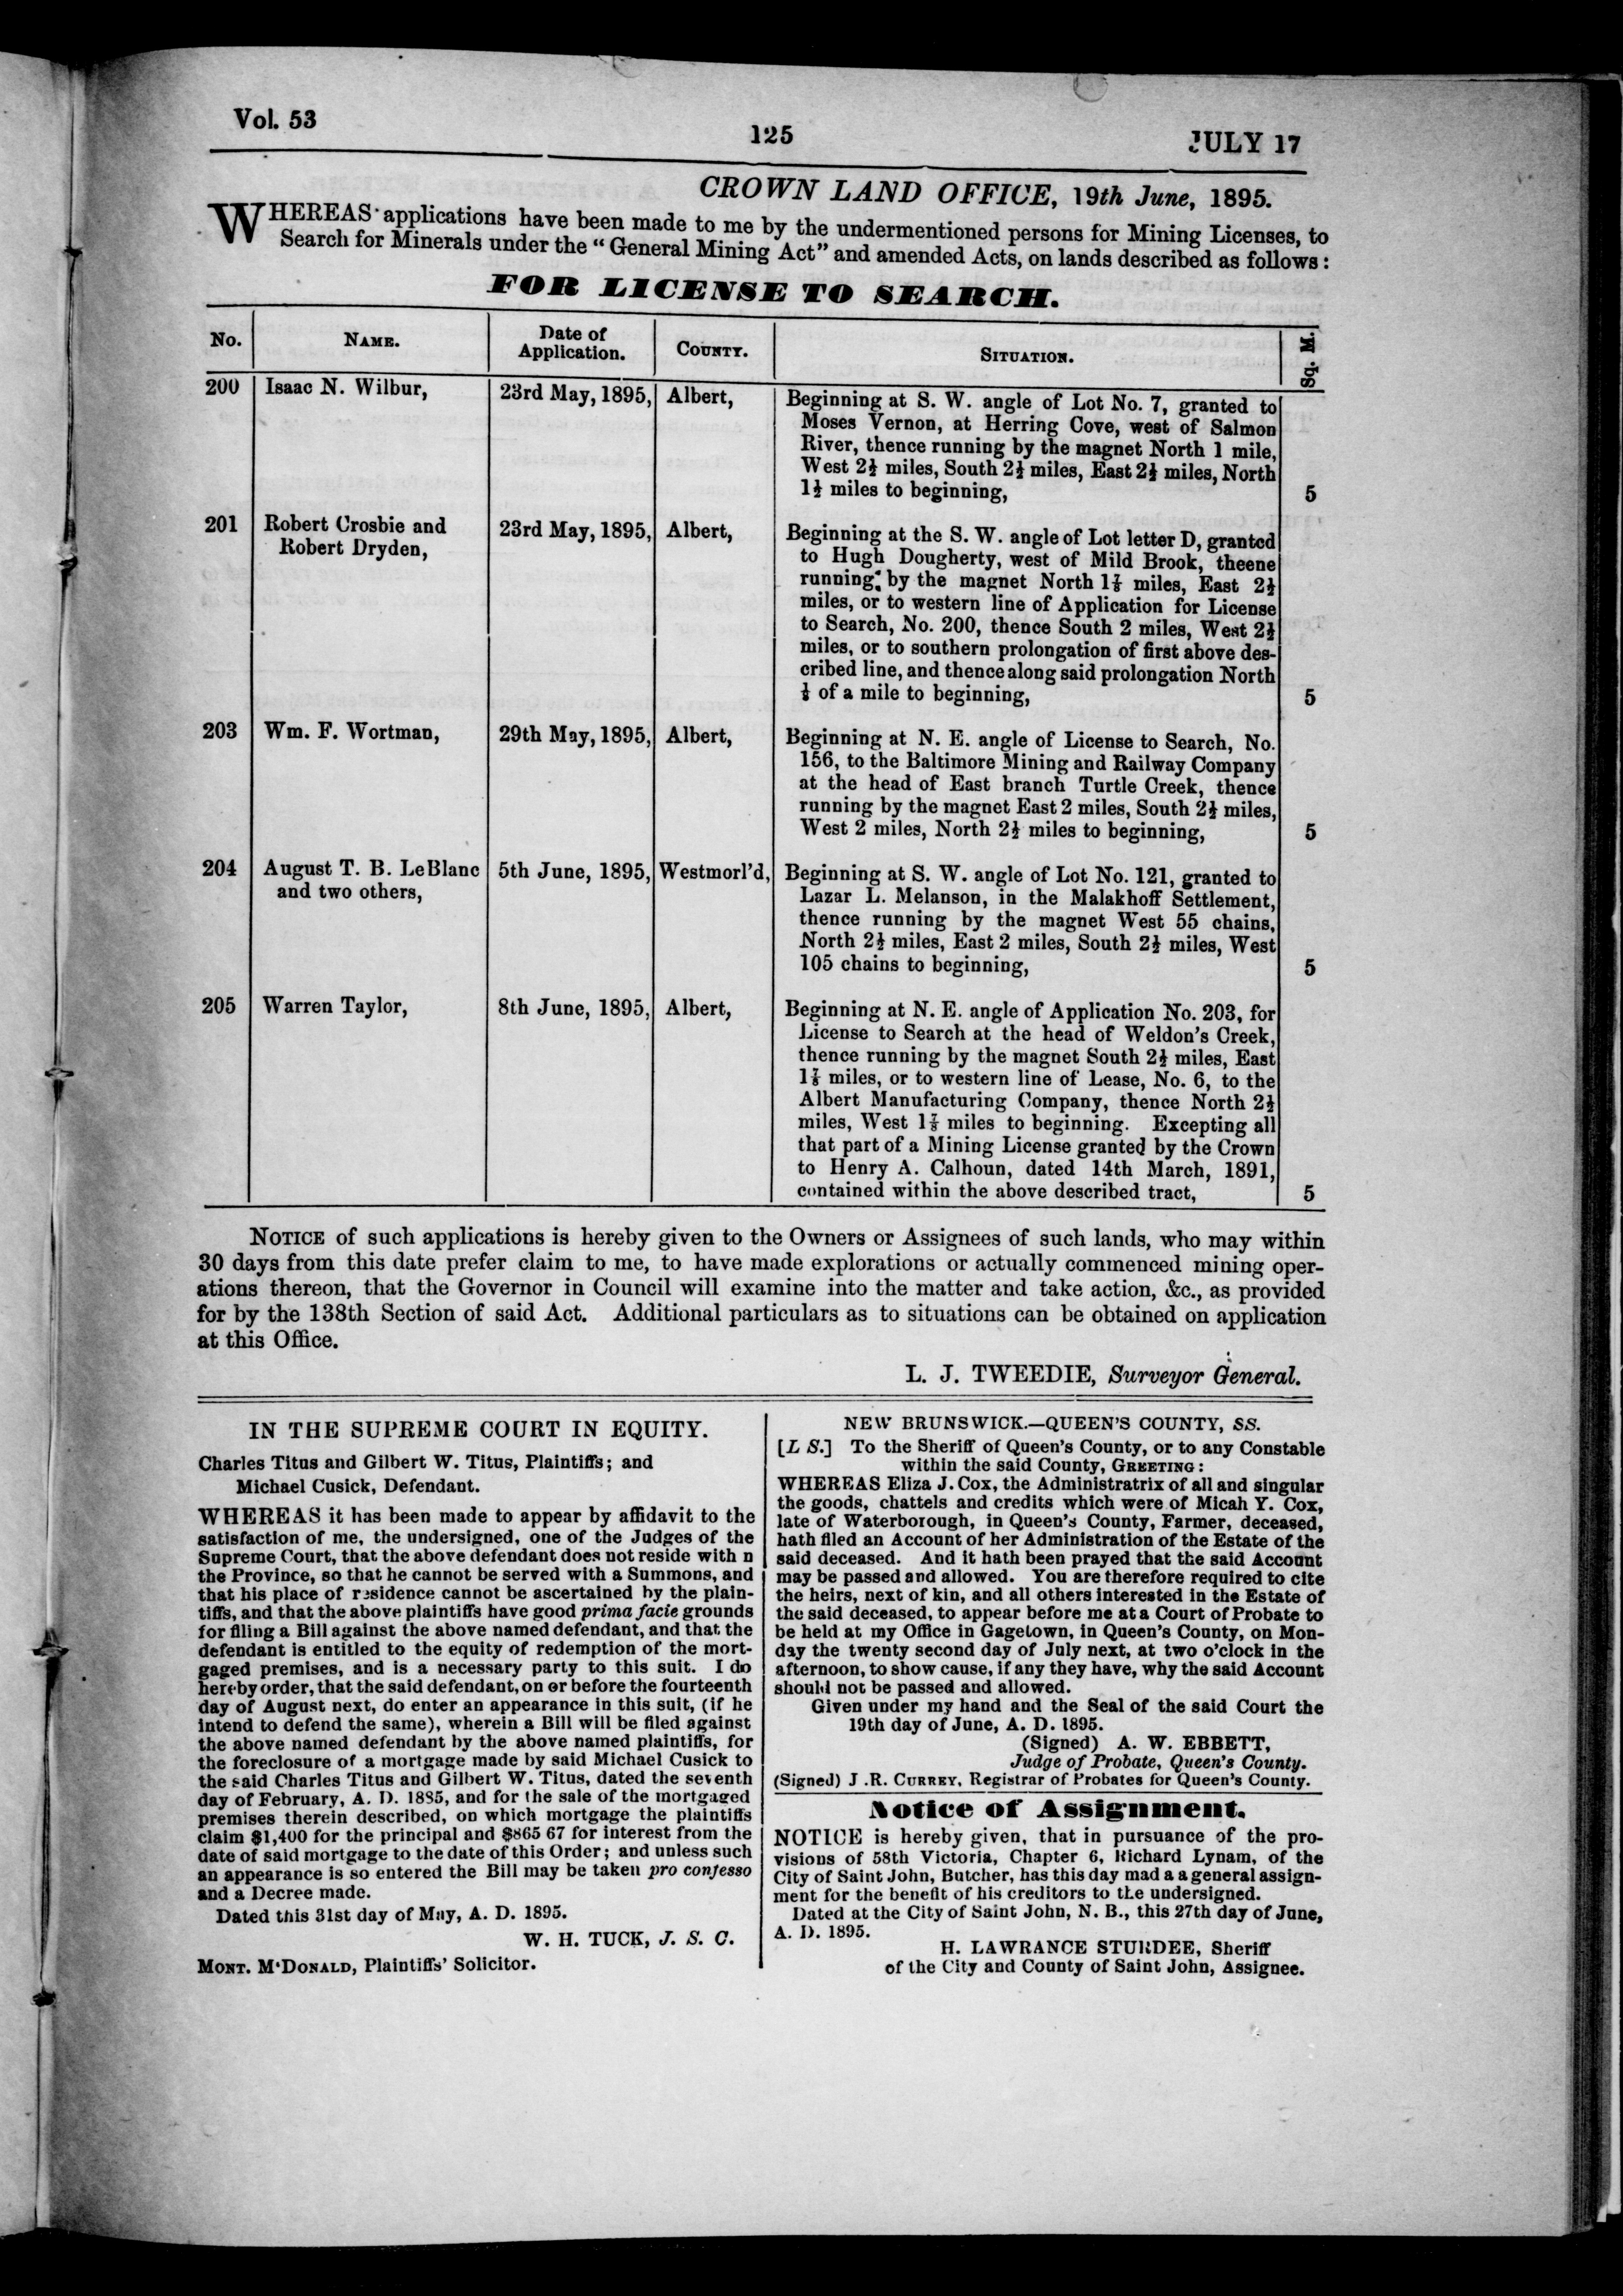 Vol. 53
125
JULY 17
CROWN LAND OFFICE, 19th June, 1895.
WHEREAS applications have been made to me by the undermentioned persons for Mining Licenses, to
Search for Minerals under the "General Mining Act" and amended Acts, on lands described as follows:
FOR LICENSE TO SEARCH.
No. NAME. Date of Application. COUNTY. SITUATION. Sq. M.
200 Isaac N. Wilbur, 23rd May, 1895, Albert, Beginning at S. W. angle of Lot No. 7, granted to
Moses Vernon, at Herring Cove, west of Salmon
River, thence running by the magnet North 1 mile,
West 2½ miles, South 2½ miles, East 2½ miles, North
1½ miles to beginning, 5
201 Robert Crosbie and 23rd May, 1895, Albert, Beginning at the S. W. angle of Lot letter D, granted
Robert Dryden, to Hugh Dougherty, west of Mild Brook, theene
running by the magnet North 1⅞ miles, East 2½
miles, or to western line of Application for License
to Search, No. 200, thence South 2 miles, West 2½
miles, or to southern prolongation of first above des-
cribed line, and thence along said prolongation North
⅛ of a mile to beginning, 5
203 Wm. F. Wortman, 29th May, 1895, Albert, Beginning at N. E. angle of License to Search, No.
156, to the Baltimore Mining and Railway Company
at the head of East branch Turtle Creek, thence
running by the magnet East 2 miles, South 2½ miles,
West 2 miles, North 2½ miles to beginning, 5
204 August T. B. LeBlanc 5th June, 1895, Westmorl'd, Beginning at S. W. angle of Lot No. 121, granted to
and two others, Lazar L. Melanson, in the Malakhoff Settlement,
thence running by the magnet West 55 chains,
North 2½ miles, East 2 miles, South 2½ miles, West
105 chains to beginning, 5
205 Warren Taylor, 8th June, 1895, Albert, Beginning at N. E. angle of Application No. 203, for
License to Search at the head of Weldon's Creek,
thence running by the magnet South 2½ miles, East
1⅞ miles, or to western line of Lease, No. 6, to the
Albert Manufacturing Company, thence North 2½
miles, West 1⅞ miles to beginning. Excepting all
that part of a Mining License granted by the Crown
to Henry A. Calhoun, dated 14th March, 1891,
contained within the above described tract, 5
NOTICE of such applications is hereby given to the Owners or Assignees of such lands, who may within
30 days from this date prefer claim to me, to have made explorations or actually commenced mining oper-
ations thereon, that the Governor in Council will examine into the matter and take action, &c., as provided
for by the 138th Section of said Act. Additional particulars as to situations can be obtained on application
at this Office.
L. J. TWEEDIE, Surveyor General.
IN THE SUPREME COURT IN EQUITY.
Charles Titus and Gilbert W. Titus, Plaintiffs; and
Michael Cusick, Defendant.
WHEREAS it has been made to appear by affidavit to the
satisfaction of me, the undersigned, one of the Judges of the
Supreme Court, that the above defendant does not reside with n
the Province, so that he cannot be served with a Summons, and
that his place of residence cannot be ascertained by the plain-
tiffs, and that the above plaintiffs have good prima facie grounds
for filing a Bill against the above named defendant, and that the
defendant is entitled to the equity of redemption of the mort-
gaged premises, and is a necessary party to this suit. I do
hereby order, that the said defendant, on or before the fourteenth
day of August next, do enter an appearance in this suit, (if he
intend to defend the same), wherein a Bill will be filed against
the above named defendant by the above named plaintiffs, for
the foreclosure of a mortgage made by said Michael Cusick to
the said Charles Titus and Gilbert W. Titus, dated the seventh
day of February, A. D. 1885, and for the sale of the mortgaged
premises therein described, on which mortgage the plaintiffs
claim $1,400 for the principal and $865 67 for interest from the
date of said mortgage to the date of this Order; and unless such
an appearance is so entered the Bill may be taken pro confesso
and a Decree made.
Dated this 31st day of May, A. D. 1895.
W. H. TUCK, J. S. C.
MONT. M'DONALD, Plaintiffs' Solicitor.
NEW BRUNSWICK.—QUEEN'S COUNTY, SS.
[L S.] To the Sheriff of Queen's County, or to any Constable
within the said County, GREETING:
WHEREAS Eliza J. Cox, the Administratrix of all and singular
the goods, chattels and credits which were of Micah Y. Cox,
late of Waterborough, in Queen's County, Farmer, deceased,
hath filed an Account of her Administration of the Estate of the
said deceased. And it hath been prayed that the said Account
may be passed and allowed. You are therefore required to cite
the heirs, next of kin, and all others interested in the Estate of
the said deceased, to appear before me at a Court of Probate to
be held at my Office in Gagetown, in Queen's County, on Mon-
day the twenty second day of July next, at two o'clock in the
afternoon, to show cause, if any they have, why the said Account
should not be passed and allowed.
Given under my hand and the Seal of the said Court the
19th day of June, A. D. 1895.
(Signed) A. W. EBBETT,
Judge of Probate, Queen's County.
(Signed) J .R. CURREY, Registrar of Probates for Queen's County.
Notice of Assignment.
NOTICE is hereby given, that in pursuance of the pro-
visions of 58th Victoria, Chapter 6, Richard Lynam, of the
City of Saint John, Butcher, has this day mad a a general assign-
ment for the benefit of his creditors to the undersigned.
Dated at the City of Saint John, N. B., this 27th day of June,
A. D. 1895.
H. LAWRANCE STURDEE, Sheriff
of the City and County of Saint John, Assignee.